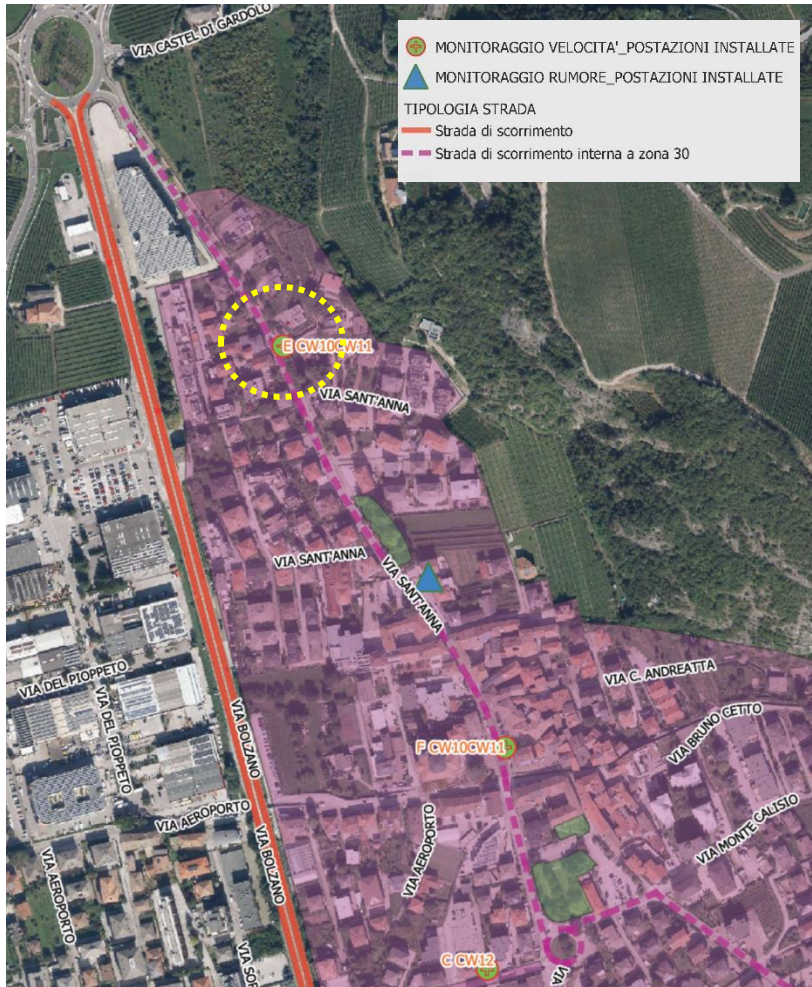 VIA CASTEL DI GARDOLO
MONITORAGGIO VELOCITA'_POSTAZIONI INSTALLATE
MONITORAGGIO RUMORE_POSTAZIONI INSTALLATE
TIPOLOGIA STRADA
Strada di scorrimento
Strada di scorrimento interna a zona 30
E CW10CW11
VIA SANT'ANNA
VIA SANT'ANNA
VIA SANT'ANNA
VIA C. ANDREATTA
VIA DEL PIOPPETO
VIA DEL PIOPPETO
VIA BOLZANO
VIA BRUNO CETTO
F CW10CW11
VIA AEROPORTO
VIA BOLZANO
VIA AEROPORTO
VIA MONTE CALISIO
VIA AEROPORTO
C CW12
VIA SOP
VIA